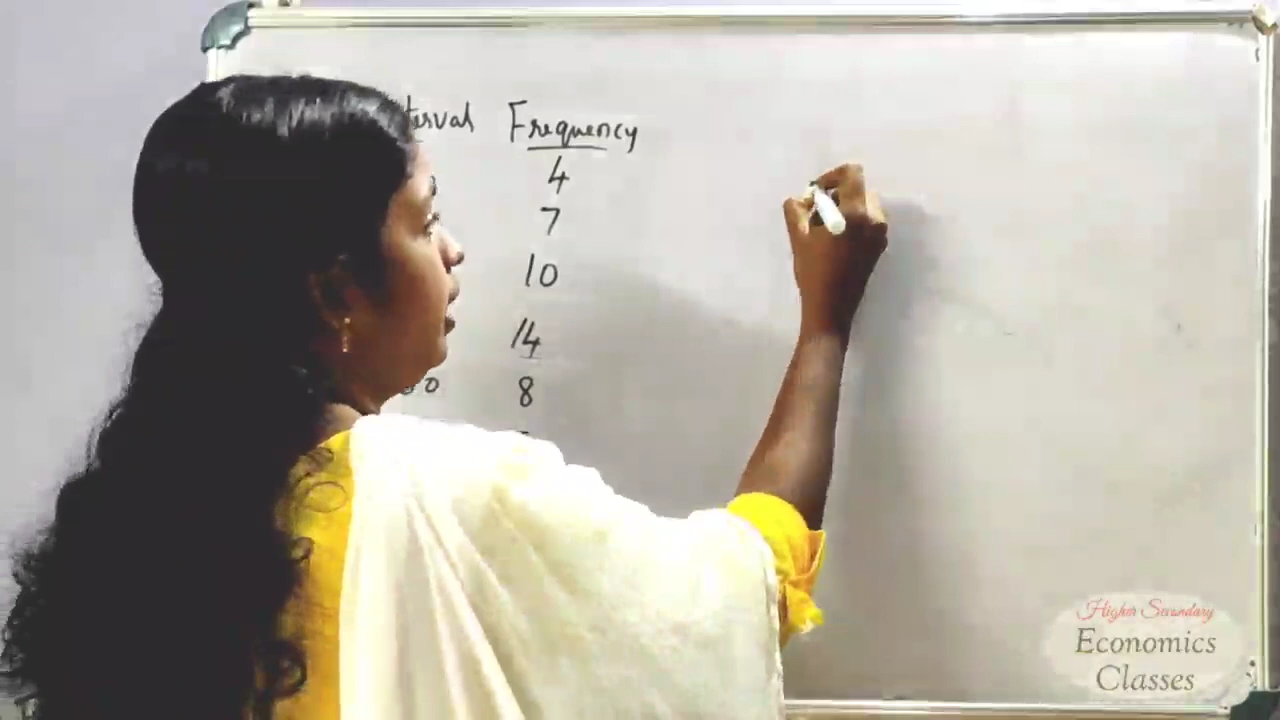 terval Frequency
4
7
10
14
8
Higher Secondary
Economics
Classes